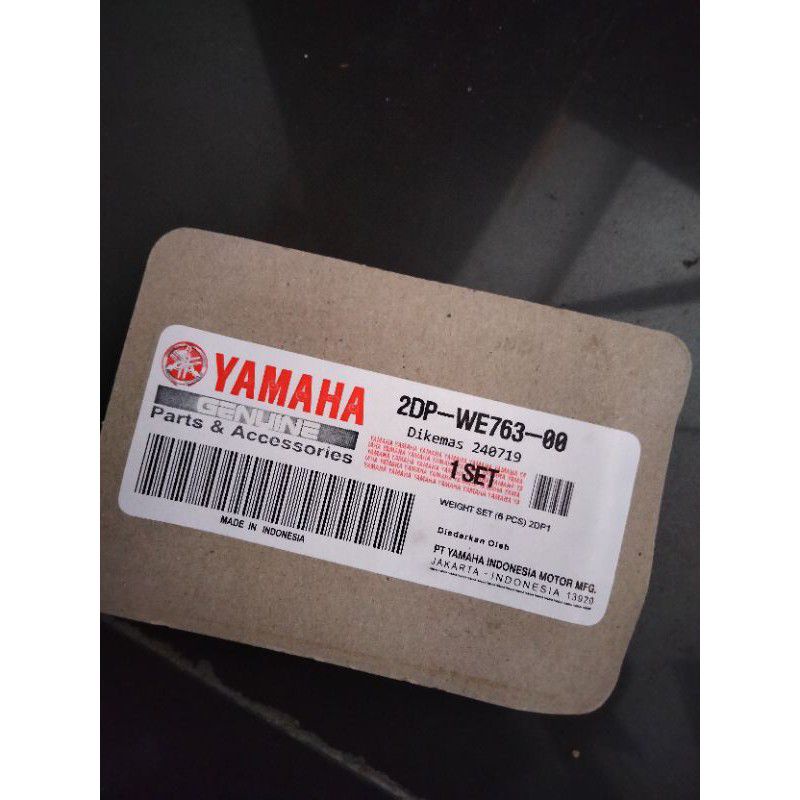 YAMAHA
GENUINE
Parts & Accessories
MADE IN INDONESIA
2DP-WE763-00
Dikemas 240719
1 SET
WEIGHT SET (6 PCS) 2DP1
Diedarkan Oleh
PT YAMAHA INDONESIA MOTOR MFG.
JAKARTA - INDONESIA 13920